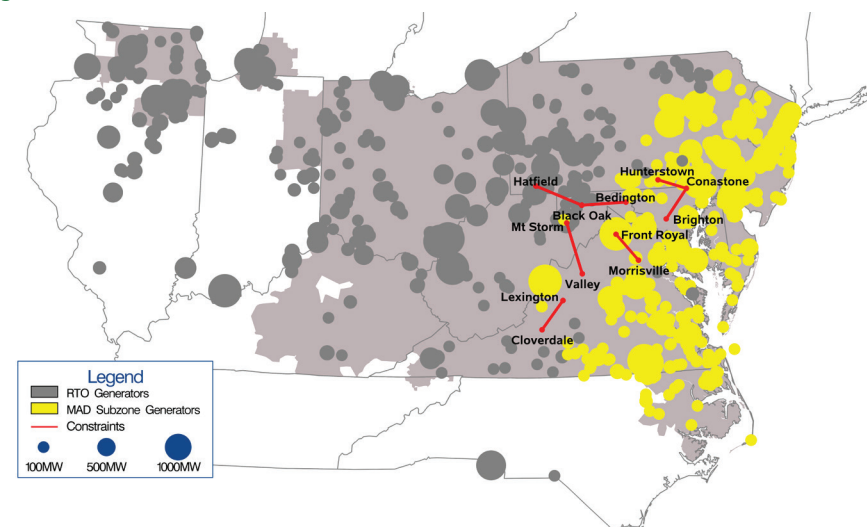 Hunterstown
Hatfield
Conastone
Bedington
Black Oak
Mt Storm
Brighton
Front Royal
Morrisville
Valley
Lexington
Cloverdale
Legend
RTO Generators
MAD Subzone Generators
Constraints
100MW
500MW
1000MW